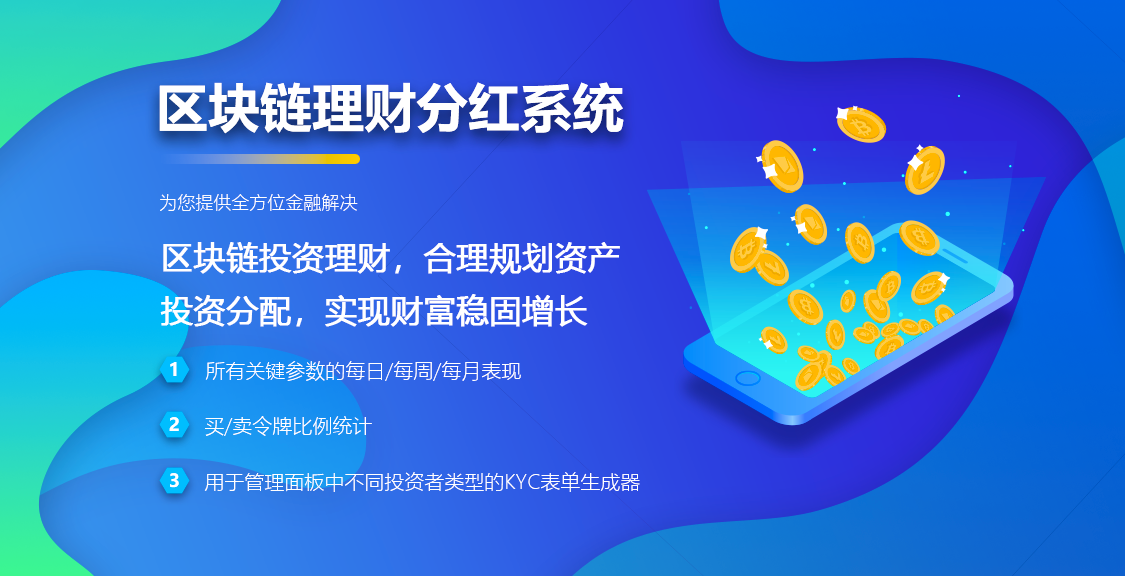 区块链理财分红系统
为您提供全方位金融解决
区块链投资理财，合理规划资产
投资分配，实现财富稳固增长
1 所有关键参数的每日/每周/每月表现
2 买/卖令牌比例统计
3 用于管理面板中不同投资者类型的KYC表单生成器